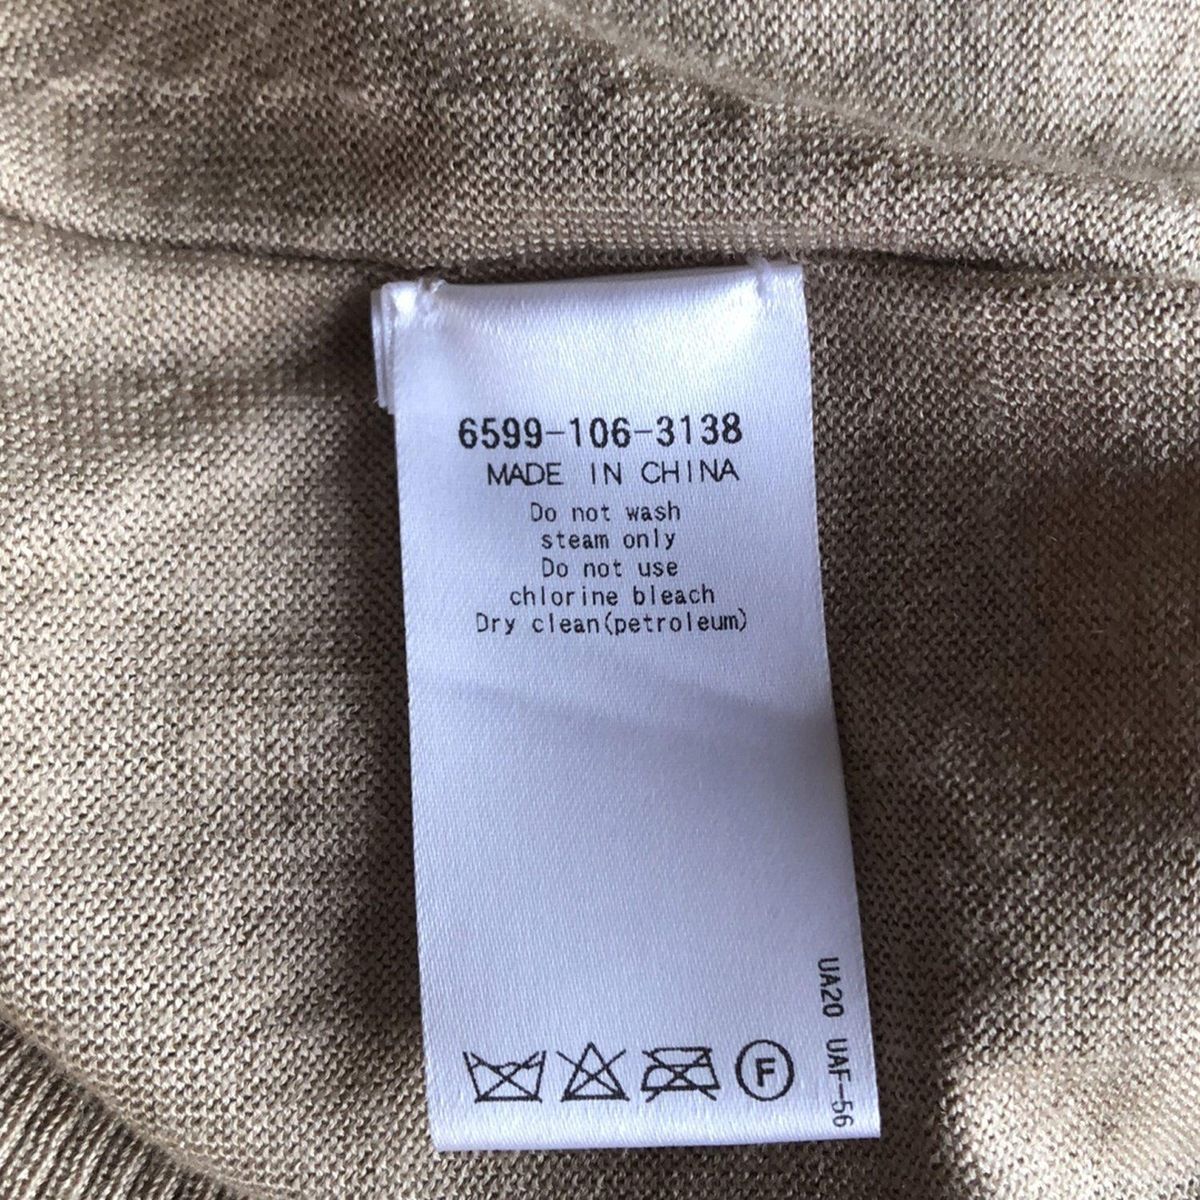 6599-106-3138
MADE IN CHINA
Do not wash
steam only
Do not use
chlorine bleach
Dry clean(petroleum)
F
UA20 UAF-56